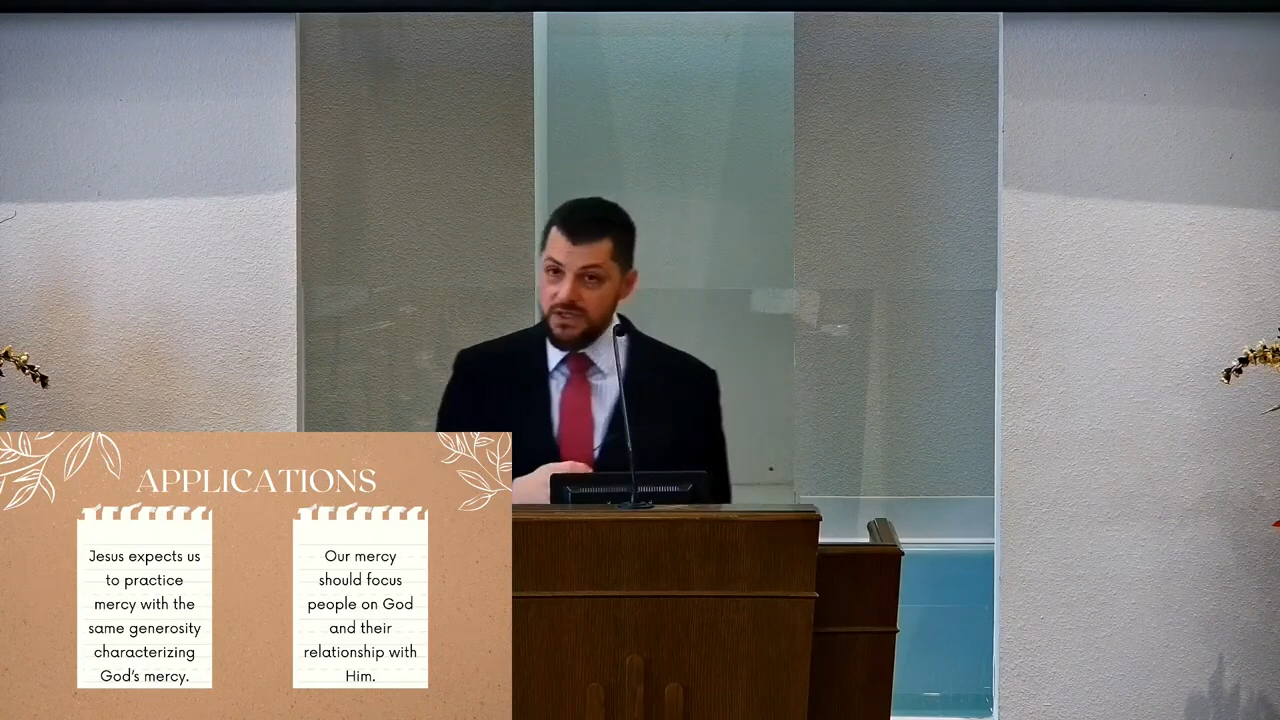 APPLICATIONS
Jesus expects us
to practice
mercy with the
same generosity
characterizing
God's mercy.
Our mercy
should focus
people on God
and their
relationship with
Him.